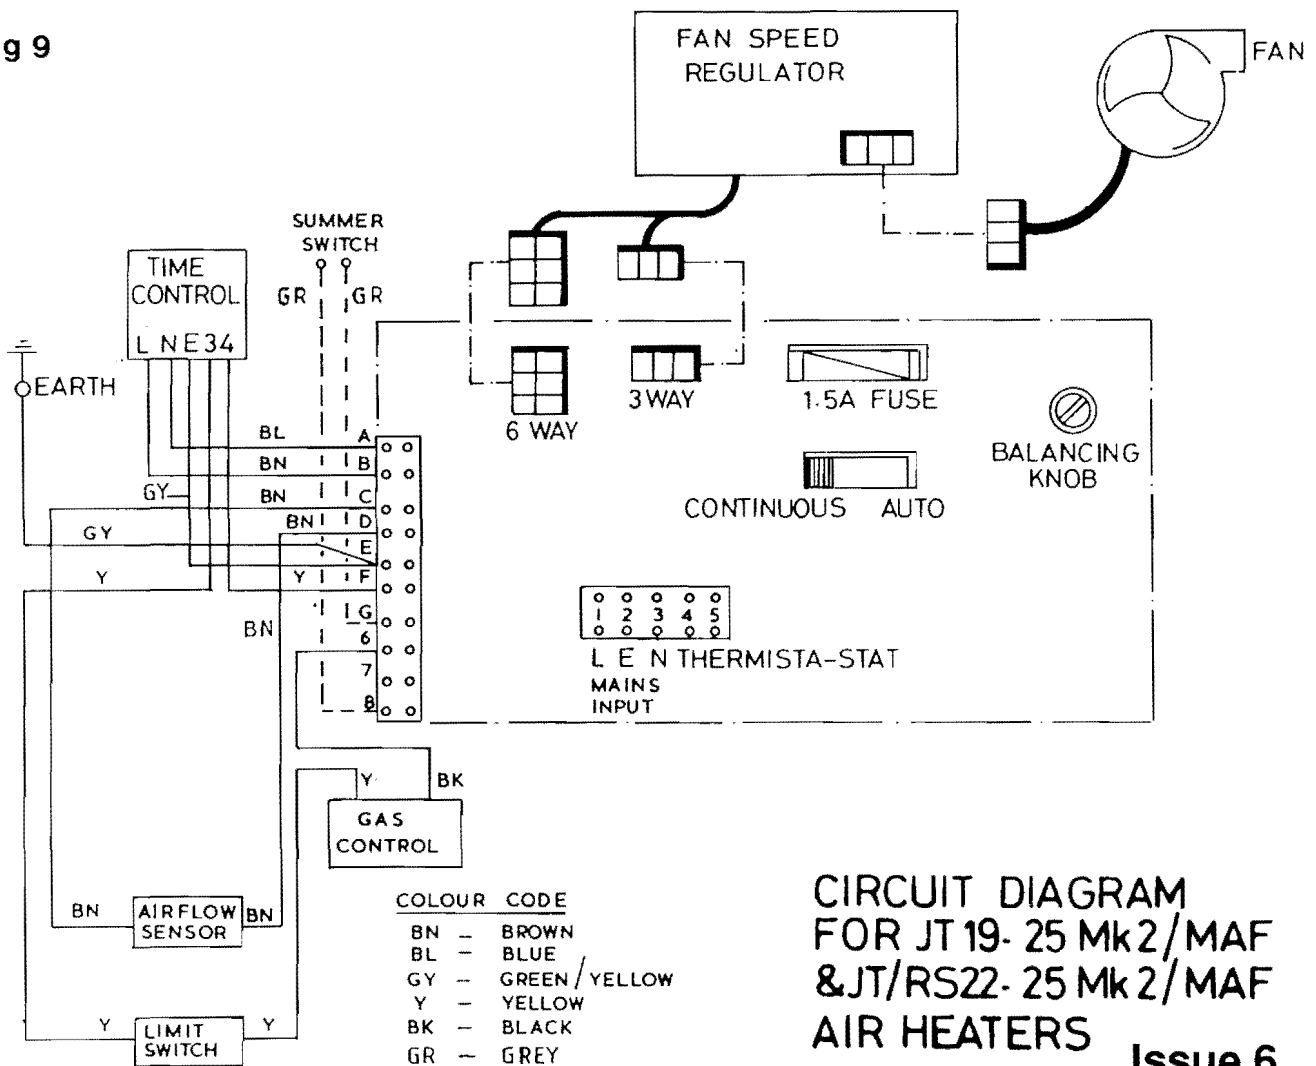 g 9
FAN SPEED
REGULATOR
FAN
SUMMER
SWITCH
GR
GR
TIME
CONTROL
L N E 3 4
EARTH
6 WAY
3 WAY
1.5A FUSE
BALANCING
KNOB
CONTINUOUS AUTO
BL A
BN B
GY
BN C
BN D
GY
E
Y
Y F
G
BN
6
7
8
1 2 3 4 5
L E N THERMISTA-STAT
MAINS
INPUT
Y
BK
GAS
CONTROL
BN
AIRFLOW
SENSOR
BN
Y
LIMIT
SWITCH
Y
COLOUR CODE
BN – BROWN
BL – BLUE
GY – GREEN/YELLOW
Y – YELLOW
BK – BLACK
GR – GREY
CIRCUIT DIAGRAM
FOR JT 19-25 Mk 2/MAF
&JT/RS22-25 Mk 2/MAF
AIR HEATERS
Issue 6